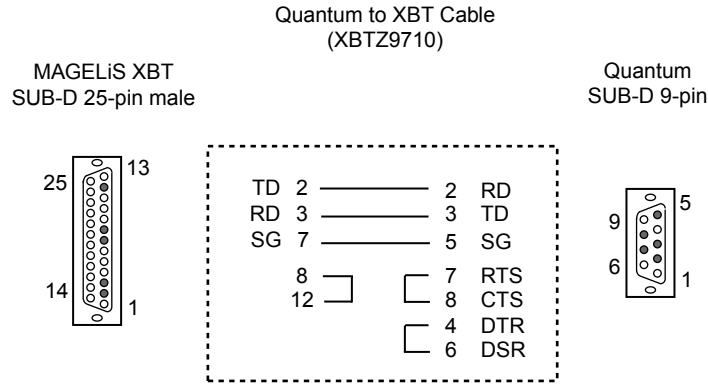 Quantum to XBT Cable
(XBTZ9710)
MAGELiS XBT
SUB-D 25-pin male
Quantum
SUB-D 9-pin
13
25
14
1
TD 2 2 RD
RD 3 3 TD
SG 7 5 SG
8 7 RTS
12 8 CTS
4 DTR
6 DSR
5
9
6
1